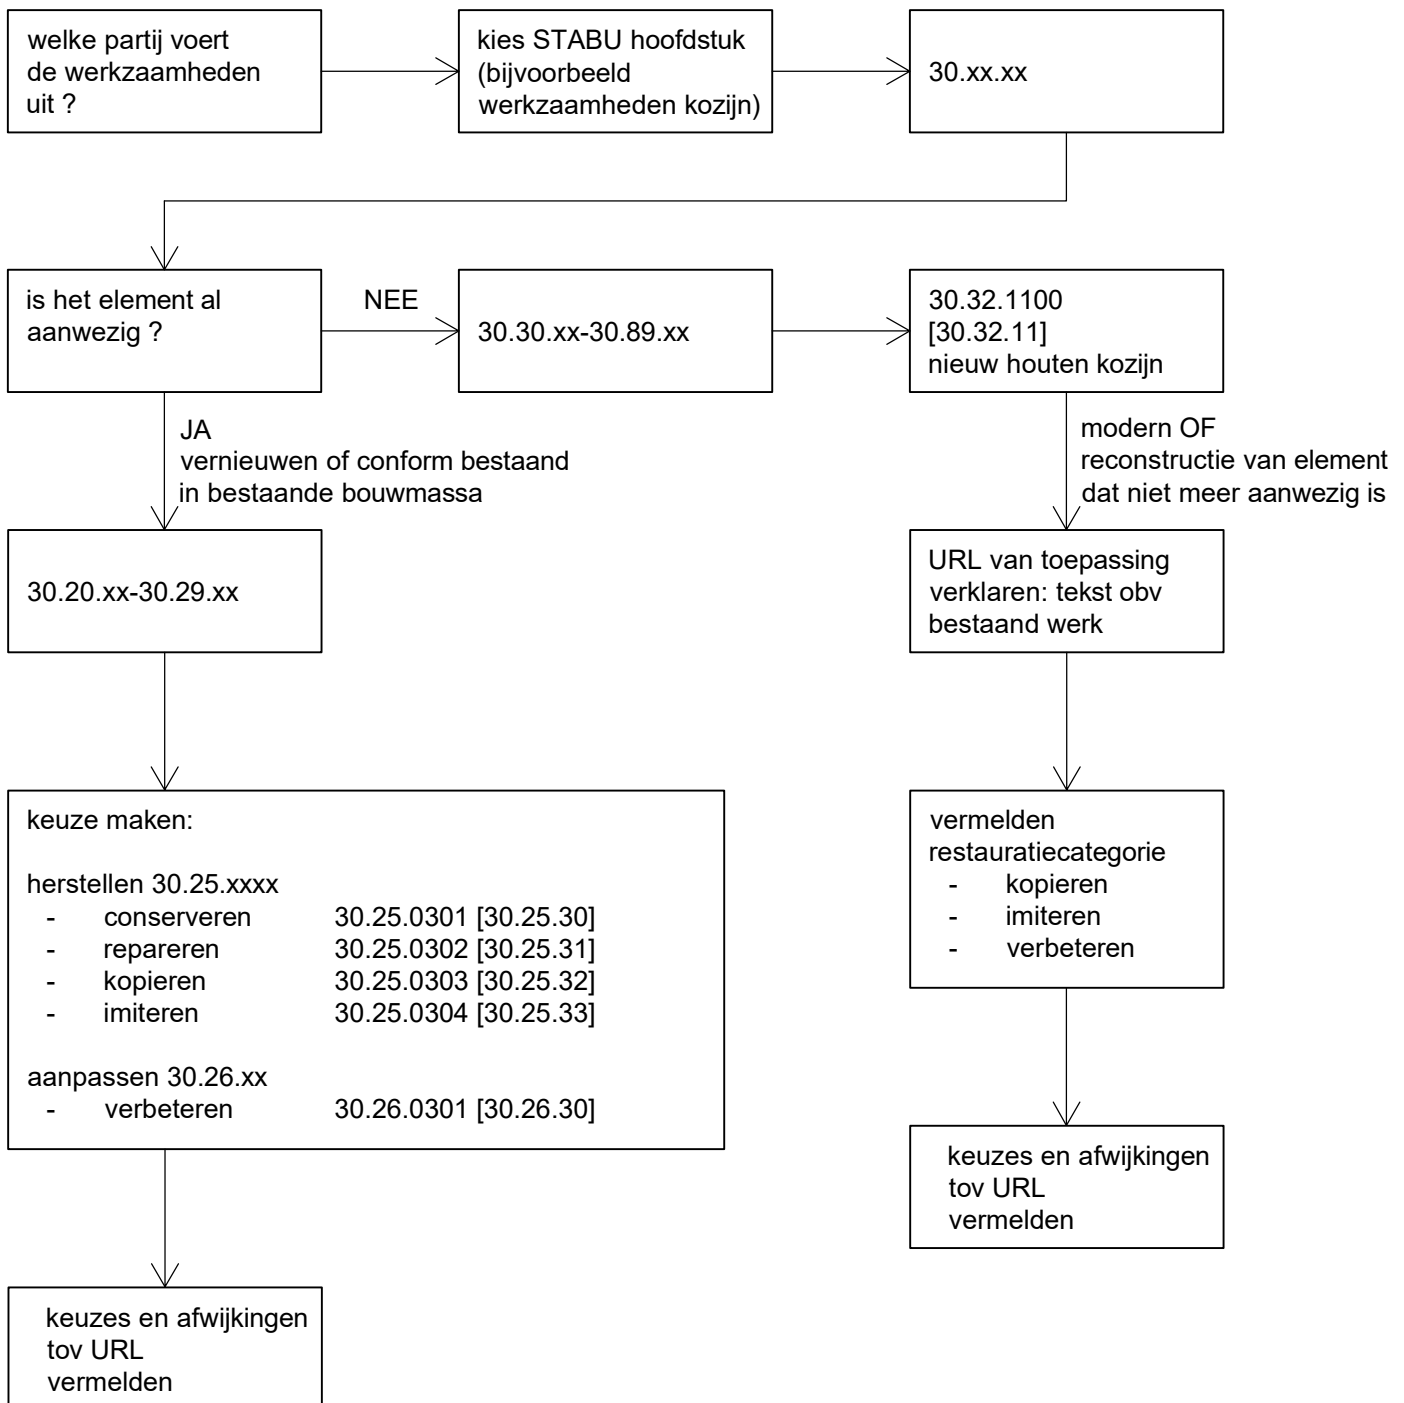 welke partij voert
de werkzaamheden
uit ?
kies STABU hoofdstuk
(bijvoorbeeld
werkzaamheden kozijn)
30.xx.xx
is het element al
aanwezig ?
NEE
30.30.xx-30.89.xx
30.32.1100
[30.32.11]
nieuw houten kozijn
JA
vernieuwen of conform bestaand
in bestaande bouwmassa
modern OF
reconstructie van element
dat niet meer aanwezig is
30.20.xx-30.29.xx
URL van toepassing
verklaren: tekst obv
bestaand werk
keuze maken:
herstellen 30.25.xxxx
- conserveren 30.25.0301 [30.25.30]
- repareren 30.25.0302 [30.25.31]
- kopieren 30.25.0303 [30.25.32]
- imiteren 30.25.0304 [30.25.33]
aanpassen 30.26.xx
- verbeteren 30.26.0301 [30.26.30]
vermelden
restauratiecategorie
- kopieren
- imiteren
- verbeteren
keuzes en afwijkingen
tov URL
vermelden
keuzes en afwijkingen
tov URL
vermelden